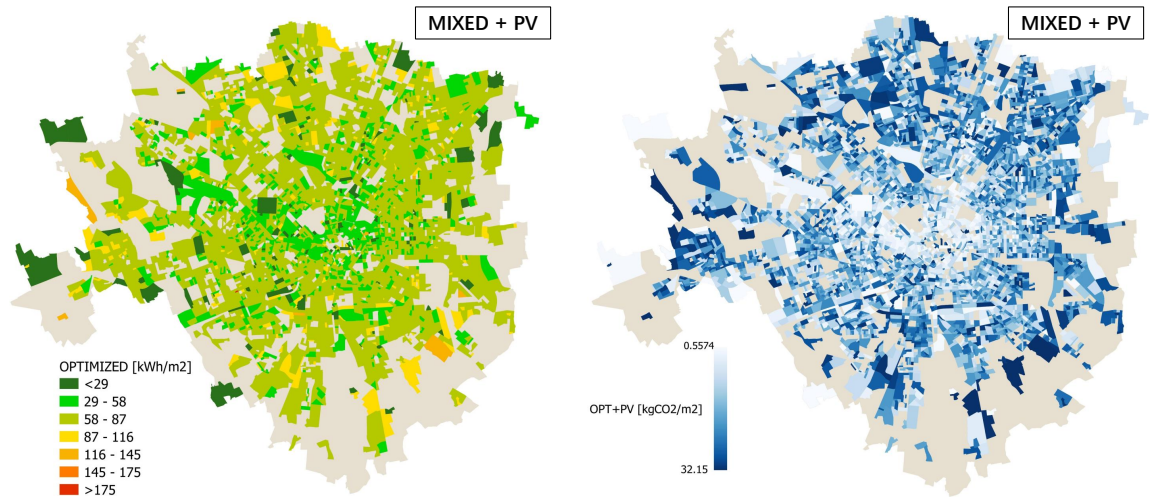 MIXED + PV
MIXED + PV
OPTIMIZED [kWh/m2]
<29
29 - 58
58 - 87
87 - 116
116 - 145
145 - 175
>175
0.5574
OPT+PV [kgCO2/m2]
32.15